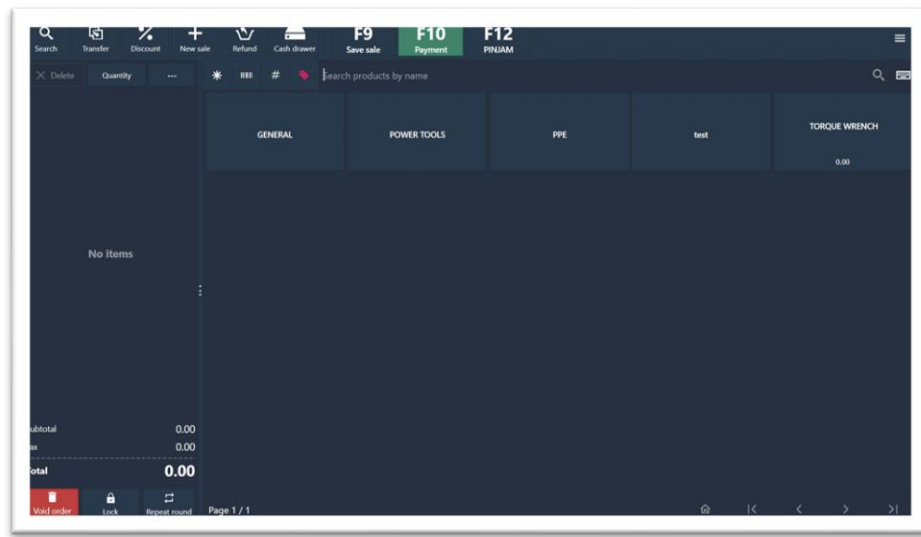 Search Transfer Discount New sale Refund Cash drawer F9 Save sale F10 Payment F12 PINJAM
Delete Quantity ... # Search products by name
GENERAL POWER TOOLS PPE test TORQUE WRENCH
0.00
No items
ubtotal 0.00
ax 0.00
Total 0.00
Void order Lock Repeat round Page 1 / 1